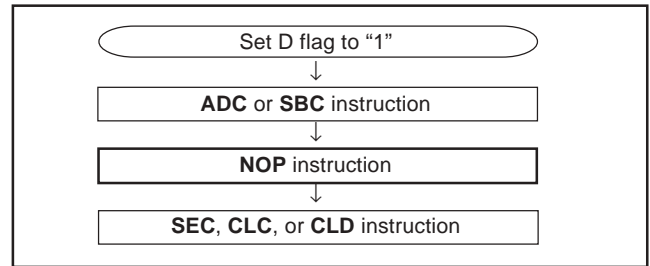 Set D flag to “1”
ADC or SBC instruction
NOP instruction
SEC, CLC, or CLD instruction